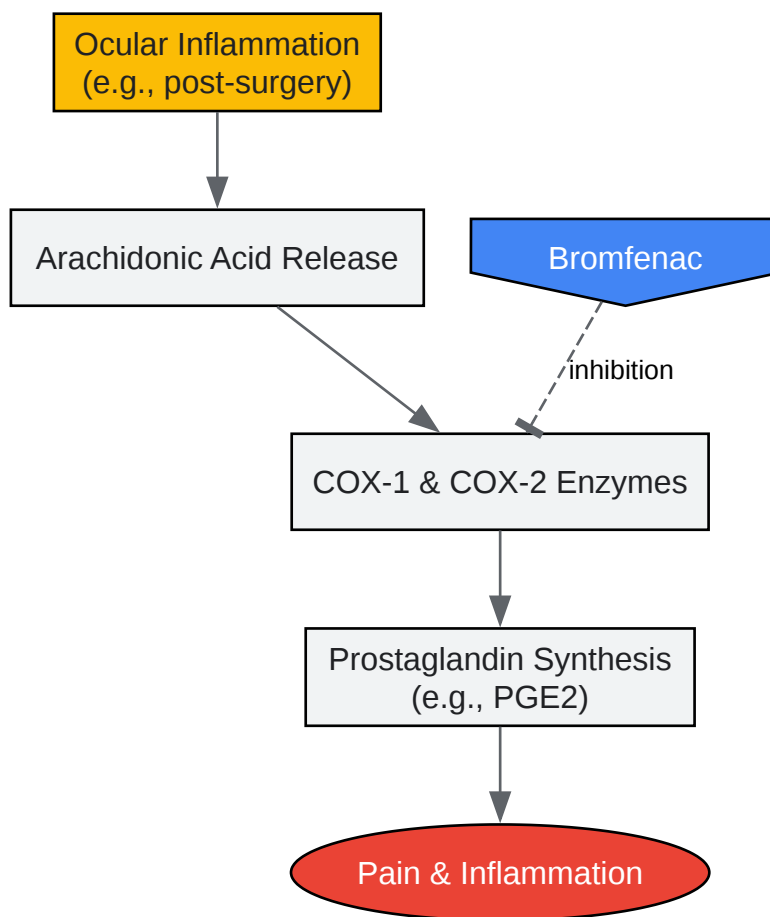 Ocular Inflammation
(e.g., post-surgery)
Arachidonic Acid Release
Bromfenac
inhibition
COX-1 & COX-2 Enzymes
Prostaglandin Synthesis
(e.g., PGE2)
Pain & Inflammation